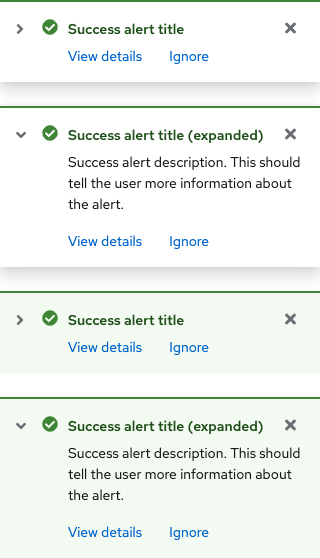 Success alert title
View details Ignore
Success alert title (expanded)
Success alert description. This should
tell the user more information about
the alert.
View details Ignore
Success alert title
View details Ignore
Success alert title (expanded)
Success alert description. This should
tell the user more information about
the alert.
View details Ignore